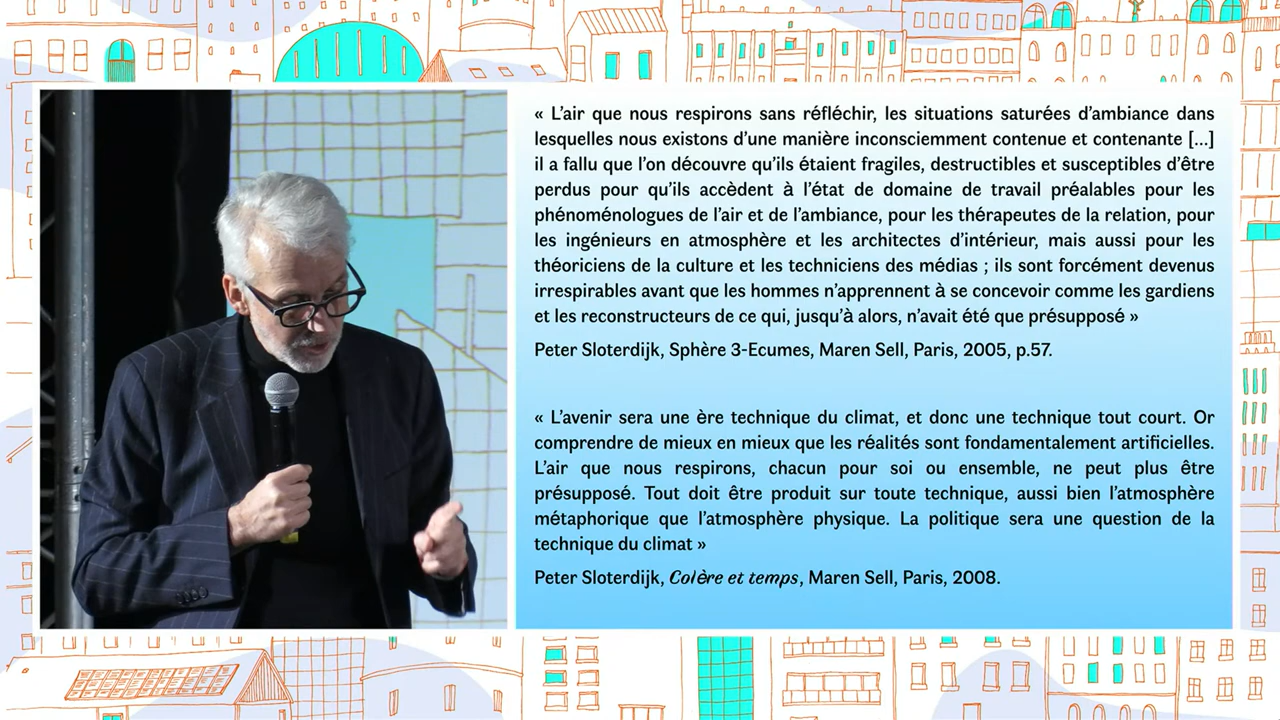 « L'air que nous respirons sans réfléchir, les situations saturées d'ambiance dans
lesquelles nous existons d'une manière inconsciemment contenue et contenante [...]
il a fallu que l'on découvre qu'ils étaient fragiles, destructibles et susceptibles d'être
perdus pour qu'ils accèdent à l'état de domaine de travail préalables pour les
phénoménologues de l'air et de l'ambiance, pour les thérapeutes de la relation, pour
les ingénieurs en atmosphère et les architectes d'intérieur, mais aussi pour les
théoriciens de la culture et les techniciens des médias ; ils sont forcément devenus
irrespirables avant que les hommes n'apprennent à se concevoir comme les gardiens
et les reconstructeurs de ce qui, jusqu'à alors, n'avait été que présupposé »
Peter Sloterdijk, Sphère 3-Ecumes, Maren Sell, Paris, 2005, p.57.
« L'avenir sera une ère technique du climat, et donc une technique tout court. Or
comprendre de mieux en mieux que les réalités sont fondamentalement artificielles.
L'air que nous respirons, chacun pour soi ou ensemble, ne peut plus être
présupposé. Tout doit être produit sur toute technique, aussi bien l'atmosphère
métaphorique que l'atmosphère physique. La politique sera une question de la
technique du climat »
Peter Sloterdijk, Colère et temps, Maren Sell, Paris, 2008.